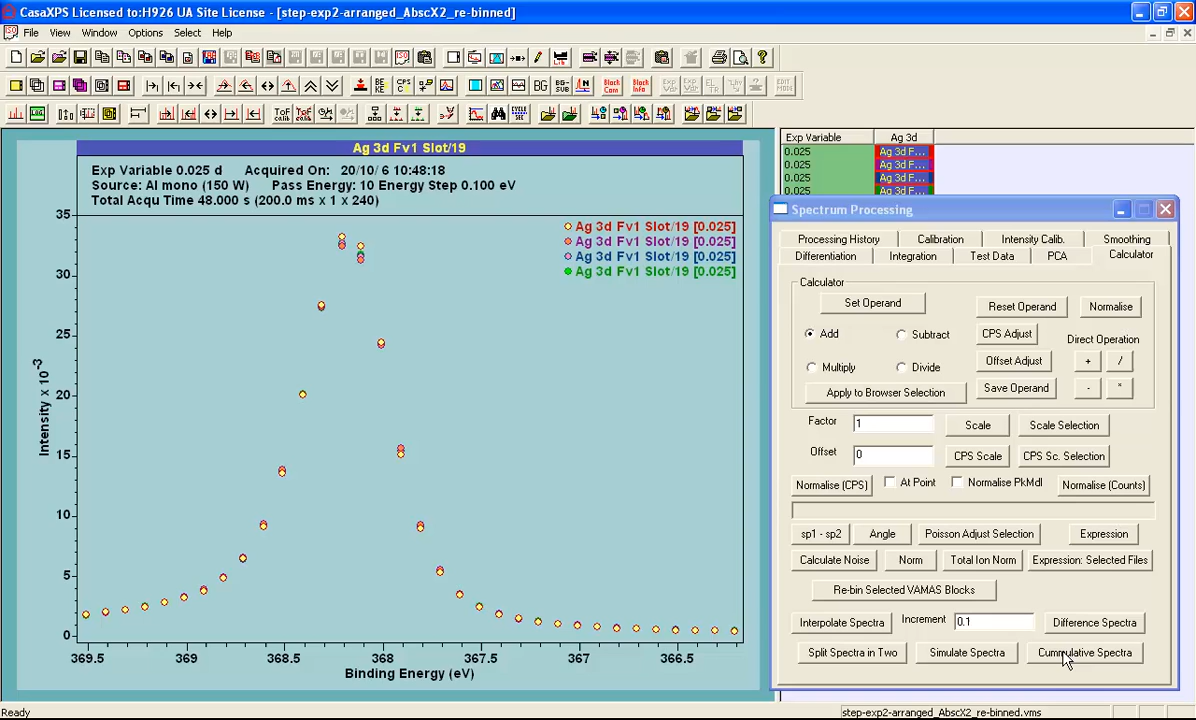 CasaXPS Licensed to:H926 UA Site License - [step-exp2-arranged_AbscX2_re-binned]
File View Window Options Select Help
Exp Variable Ag 3d
0.025 Ag 3d F...
0.025 Ag 3d F...
0.025 Ag 3d F...
0.025 Ag 3d F...
Ag 3d Fv1 Slot/19
Exp Variable 0.025 d Acquired On: 20/10/ 6 10:48:18
Source: Al mono (150 W) Pass Energy: 10 Energy Step 0.100 eV
Total Acqu Time 48.000 s (200.0 ms x 1 x 240)
Ag 3d Fv1 Slot/19 [0.025]
Ag 3d Fv1 Slot/19 [0.025]
Ag 3d Fv1 Slot/19 [0.025]
Ag 3d Fv1 Slot/19 [0.025]
35
30
25
20
15
10
5
0
Intensity x 10 -3
369.5 369 368.5 368 367.5 367 366.5
Binding Energy (eV)
Spectrum Processing
Processing History Calibration Intensity Calib. Smoothing
Differentiation Integration Test Data PCA Calculator
Calculator
Set Operand Reset Operand Normalise
Add Subtract CPS Adjust Direct Operation
Multiply Divide Offset Adjust + /
Apply to Browser Selection Save Operand - *
Factor 1 Scale Scale Selection
Offset 0 CPS Scale CPS Sc. Selection
Normalise (CPS) At Point Normalise PkMdl Normalise (Counts)
sp1 - sp2 Angle Poisson Adjust Selection Expression
Calculate Noise Norm Total Ion Norm Expression: Selected Files
Re-bin Selected VAMAS Blocks
Interpolate Spectra Increment 0.1 Difference Spectra
Split Spectra in Two Simulate Spectra Cummulative Spectra
Ready step-exp2-arranged_AbscX2_re-binned.vms